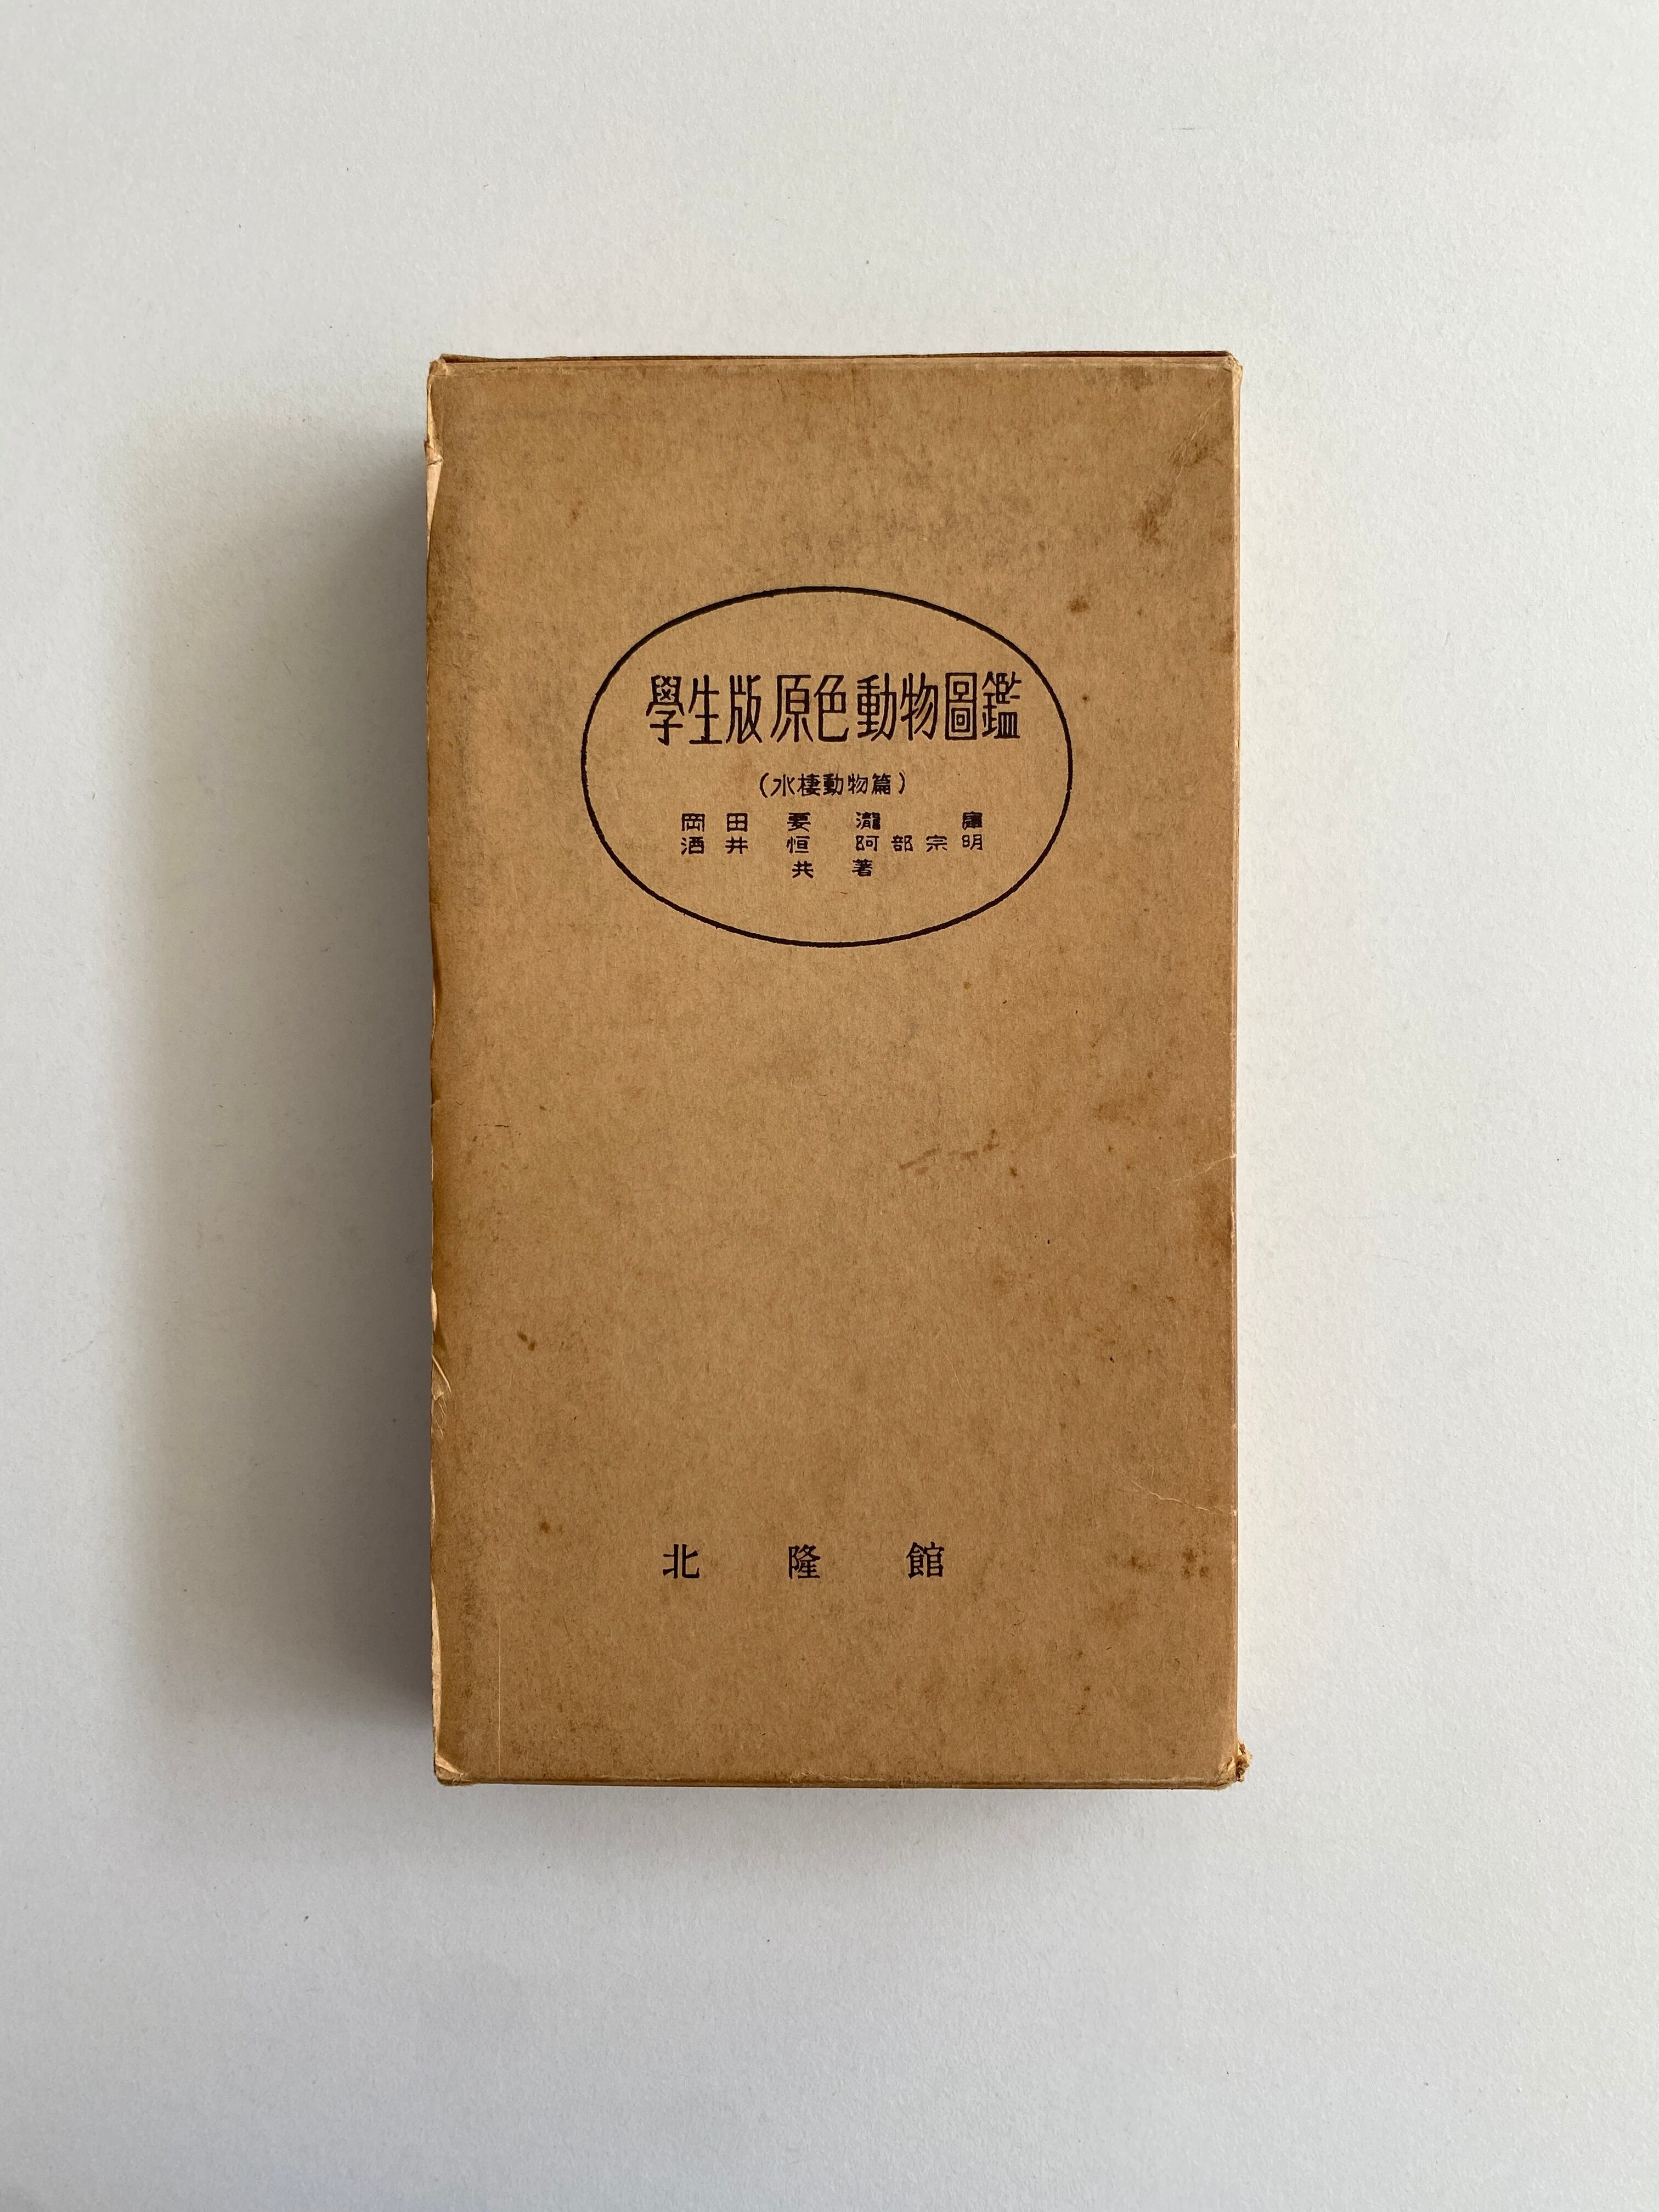 學生版 原色動物圖鑑
(水棲動物篇)
岡田 要 瀧 庸
酒井 恒 阿部宗明
共著
北隆館